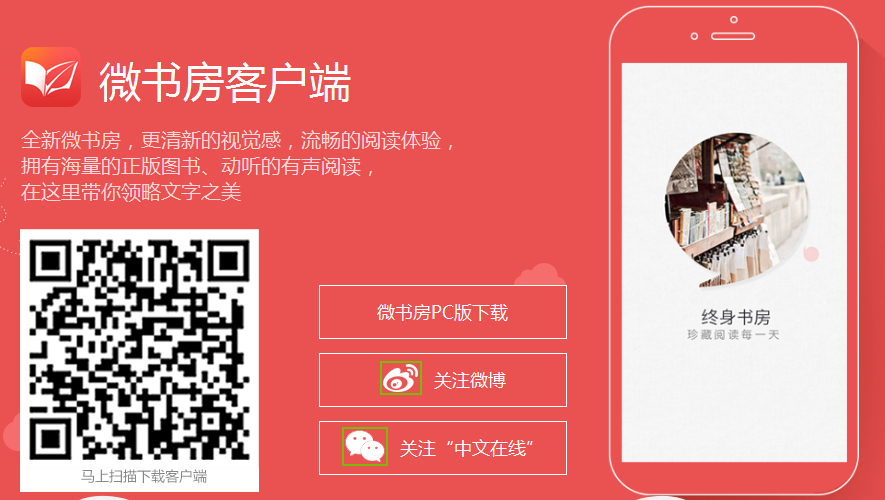 微书房客户端
全新微书房，更清新的视觉感，流畅的阅读体验，
拥有海量的正版图书、动听的有声阅读，
在这里带你领略文字之美
马上扫描下载客户端
微书房PC版下载
关注微博
关注“中文在线”
终身书房
珍藏阅读每一天